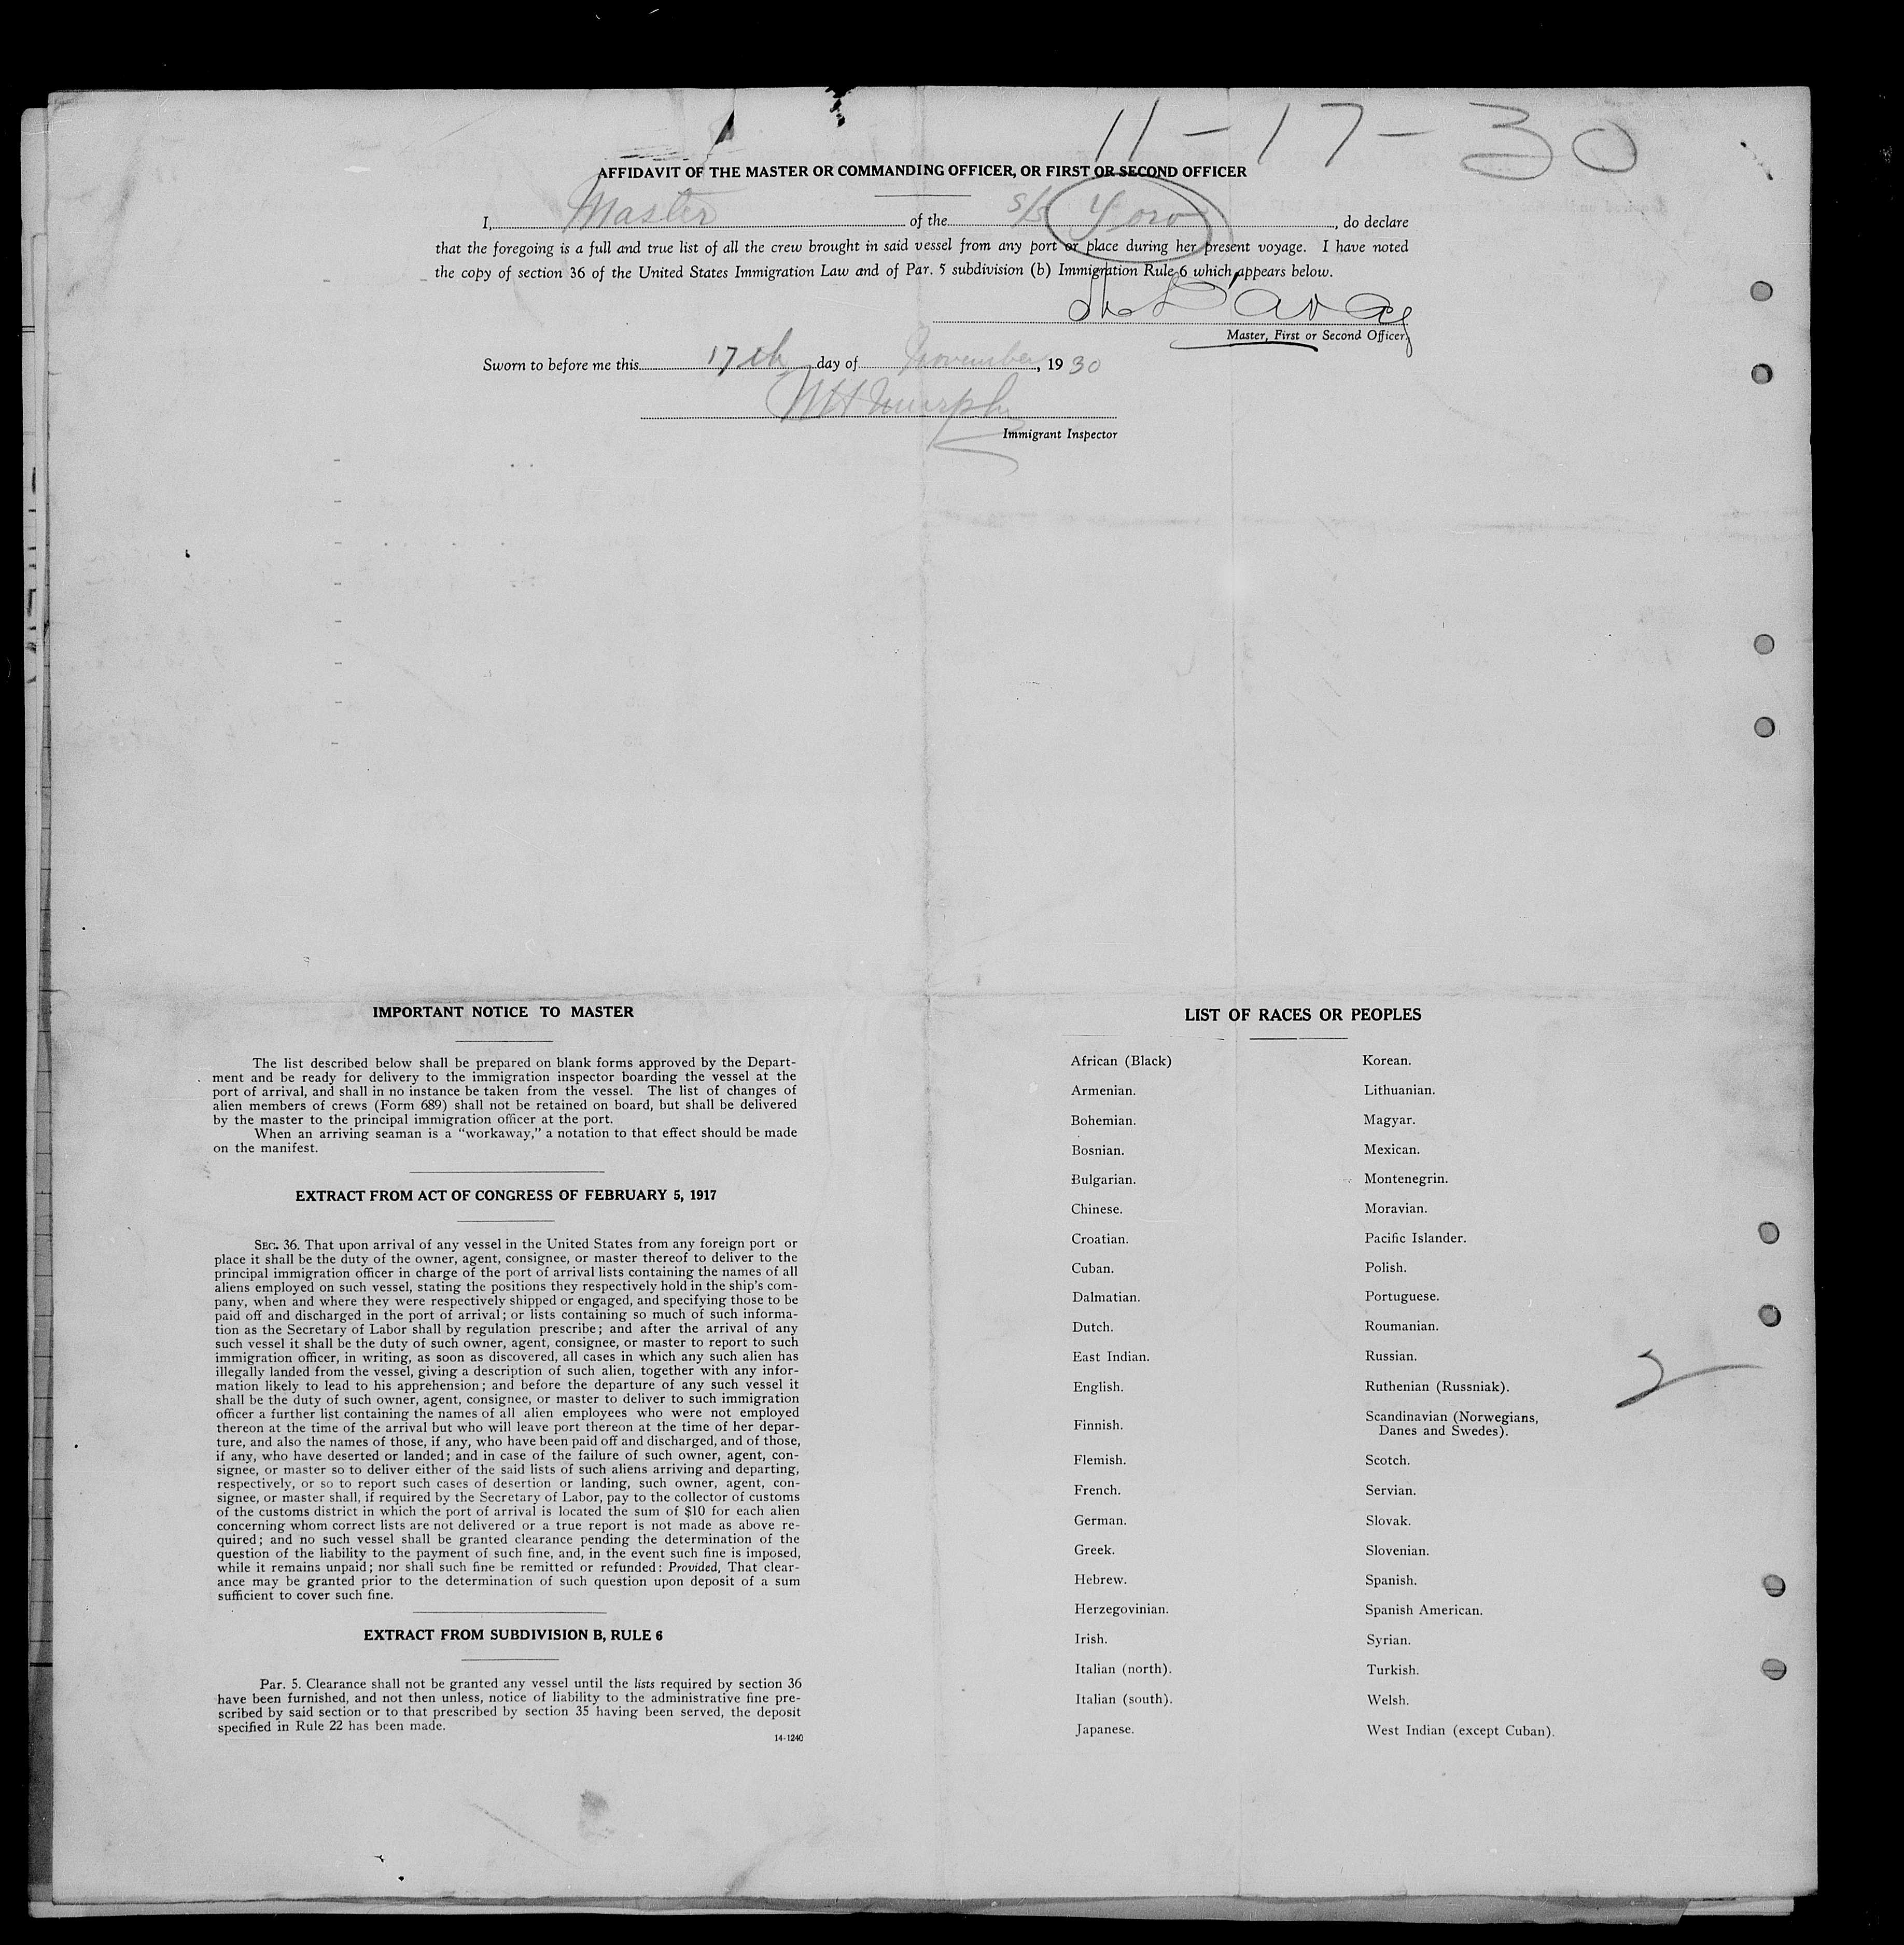 11-17-30
AFFIDAVIT OF THE MASTER OR COMMANDING OFFICER, OR FIRST OR SECOND OFFICER
I, Master of the s/s Yoro, do declare
that the foregoing is a full and true list of all the crew brought in said vessel from any port or place during her present voyage. I have noted
the copy of section 36 of the United States Immigration Law and of Par. 5 subdivision (b) Immigration Rule 6 which appears below.
Master, First or Second Officer.
Sworn to before me this 17th day of November, 1930
Immigrant Inspector
IMPORTANT NOTICE TO MASTER
The list described below shall be prepared on blank forms approved by the Depart-
ment and be ready for delivery to the immigration inspector boarding the vessel at the
port of arrival, and shall in no instance be taken from the vessel. The list of changes of
alien members of crews (Form 689) shall not be retained on board, but shall be delivered
by the master to the principal immigration officer at the port.
When an arriving seaman is a "workaway," a notation to that effect should be made
on the manifest.
EXTRACT FROM ACT OF CONGRESS OF FEBRUARY 5, 1917
SEC. 36. That upon arrival of any vessel in the United States from any foreign port or
place it shall be the duty of the owner, agent, consignee, or master thereof to deliver to the
principal immigration officer in charge of the port of arrival lists containing the names of all
aliens employed on such vessel, stating the positions they respectively hold in the ship's com-
pany, when and where they were respectively shipped or engaged, and specifying those to be
paid off and discharged in the port of arrival; or lists containing so much of such informa-
tion as the Secretary of Labor shall by regulation prescribe; and after the arrival of any
such vessel it shall be the duty of such owner, agent, consignee, or master to report to such
immigration officer, in writing, as soon as discovered, all cases in which any such alien has
illegally landed from the vessel, giving a description of such alien, together with any infor-
mation likely to lead to his apprehension; and before the departure of any such vessel it
shall be the duty of such owner, agent, consignee, or master to deliver to such immigration
officer a further list containing the names of all alien employees who were not employed
thereon at the time of the arrival but who will leave port thereon at the time of her depar-
ture, and also the names of those, if any, who have been paid off and discharged, and of those,
if any, who have deserted or landed; and in case of the failure of such owner, agent, con-
signee, or master so to deliver either of the said lists of such aliens arriving and departing,
respectively, or so to report such cases of desertion or landing, such owner, agent, con-
signee, or master shall, if required by the Secretary of Labor, pay to the collector of customs
of the customs district in which the port of arrival is located the sum of $10 for each alien
concerning whom correct lists are not delivered or a true report is not made as above re-
quired; and no such vessel shall be granted clearance pending the determination of the
question of the liability to the payment of such fine, and, in the event such fine is imposed,
while it remains unpaid; nor shall such fine be remitted or refunded: Provided, That clear-
ance may be granted prior to the determination of such question upon deposit of a sum
sufficient to cover such fine.
EXTRACT FROM SUBDIVISION B, RULE 6
Par. 5. Clearance shall not be granted any vessel until the lists required by section 36
have been furnished, and not then unless, notice of liability to the administrative fine pre-
scribed by said section or to that prescribed by section 35 having been served, the deposit
specified in Rule 22 has been made.
14-1240
LIST OF RACES OR PEOPLES
African (Black)
Armenian.
Bohemian.
Bosnian.
Bulgarian.
Chinese.
Croatian.
Cuban.
Dalmatian.
Dutch.
East Indian.
English.
Finnish.
Flemish.
French.
German.
Greek.
Hebrew.
Herzegovinian.
Irish.
Italian (north).
Italian (south).
Japanese.
Korean.
Lithuanian.
Magyar.
Mexican.
Montenegrin.
Moravian.
Pacific Islander.
Polish.
Portuguese.
Roumanian.
Russian.
Ruthenian (Russniak).
Scandinavian (Norwegians,
Danes and Swedes).
Scotch.
Servian.
Slovak.
Slovenian.
Spanish.
Spanish American.
Syrian.
Turkish.
Welsh.
West Indian (except Cuban).
2